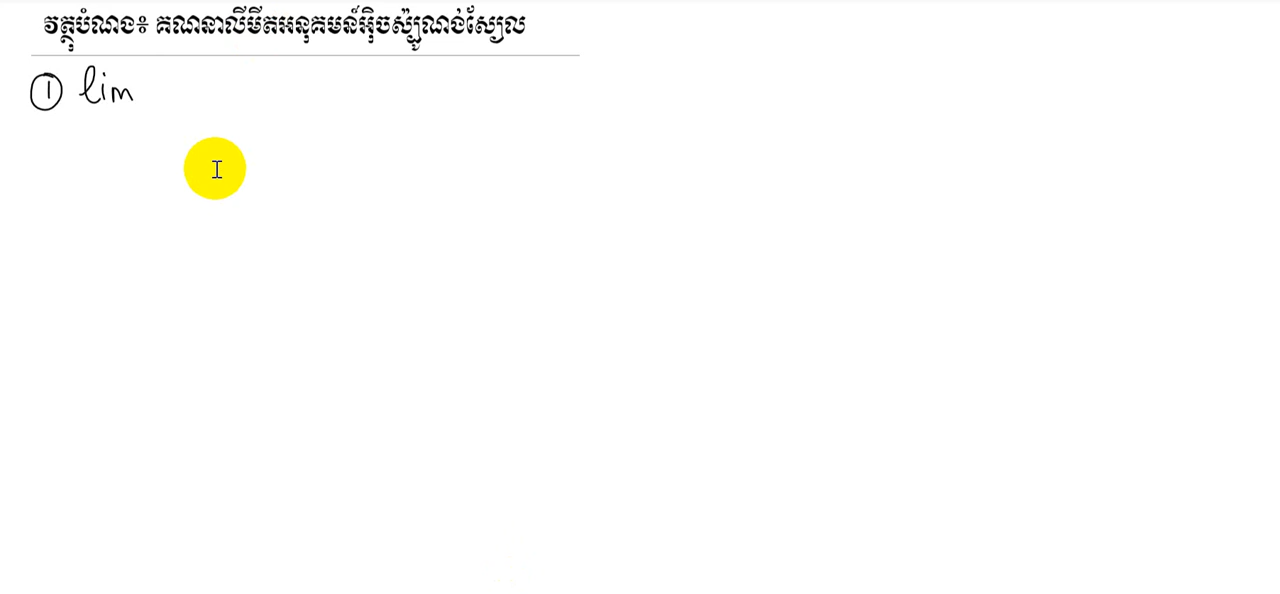 វត្ថុបំណង៖ គណនាលីមីតអនុគមន៍អ៊ិចស្ប៉ូណង់ស្យែល
① lim